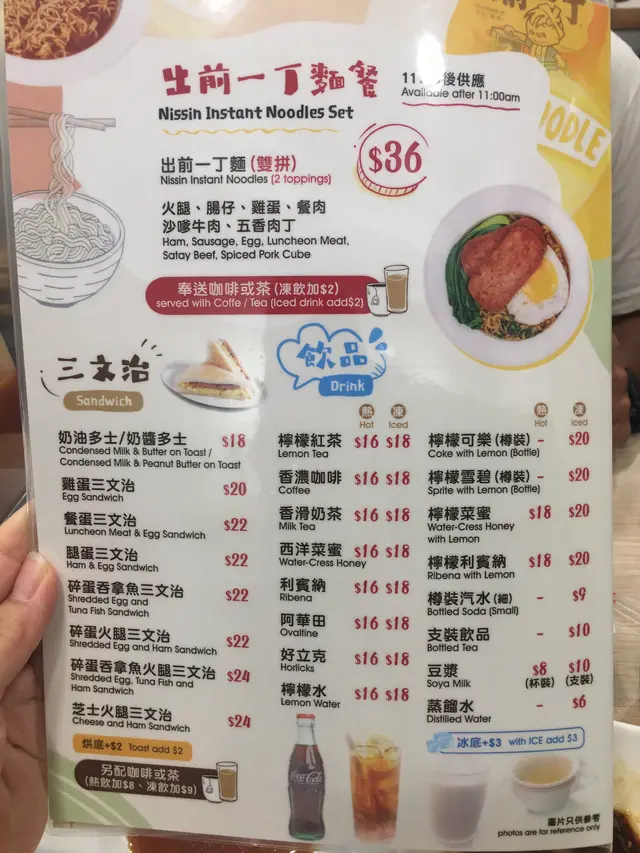 出前一丁麵餐
Nissin Instant Noodles Set
後供應
Available after 11:00am
OODLE
出前一丁麵(雙拼)
Nissin Instant Noodles (2 toppings)
$36
火腿、腸仔、雞蛋、餐肉
沙嗲牛肉、五香肉丁
Ham, Sausage, Egg, Luncheon Meat,
Satay Beef, Spiced Pork Cube
奉送咖啡或茶(凍飲加$2)
served with Coffe / Tea (Iced drink add$2)
三文治
Sandwich
奶油多士/奶醬多士 $18
Condensed Milk & Butter on Toast /
Condensed Milk & Peanut Butter on Toast
雞蛋三文治 $20
Egg Sandwich
餐蛋三文治 $22
Luncheon Meat & Egg Sandwich
腿蛋三文治 $22
Ham & Egg Sandwich
碎蛋吞拿魚三文治 $22
Shredded Egg and
Tuna Fish Sandwich
碎蛋火腿三文治 $22
Shredded Egg and Ham Sandwich
碎蛋吞拿魚火腿三文治 $24
Shredded Egg, Tuna Fish and
Ham Sandwich
芝士火腿三文治 $24
Cheese and Ham Sandwich
烘底+$2 Toast add $2
另配咖啡或茶
(熱飲加$8、凍飲加$9)
飲品
Drink
熱 凍
Hot Iced
檸檬紅茶 $16 $18
Lemon Tea
香濃咖啡 $16 $18
Coffee
香滑奶茶 $16 $18
Milk Tea
西洋菜蜜 $16 $18
Water-Cress Honey
利賓納 $16 $18
Ribena
阿華田 $16 $18
Ovaltine
好立克 $16 $18
Horlicks
檸檬水 $16 $18
Lemon Water
熱 凍
Hot Iced
檸檬可樂(樽裝) - $20
Coke with Lemon (Bottle)
檸檬雪碧(樽裝) - $20
Sprite with Lemon (Bottle)
檸檬菜蜜 $18 $20
Water-Cress Honey
with Lemon
檸檬利賓納 $18 $20
Ribena with Lemon
樽裝汽水(細) - $9
Bottled Soda (Small)
支裝飲品 - $10
Bottled Tea
豆漿 $8 $10
Soya Milk (杯裝) (支裝)
蒸餾水 - $6
Distilled Water
冰底+$3 with ICE add $3
Coca-Cola
圖片只供參考
photos are for reference only